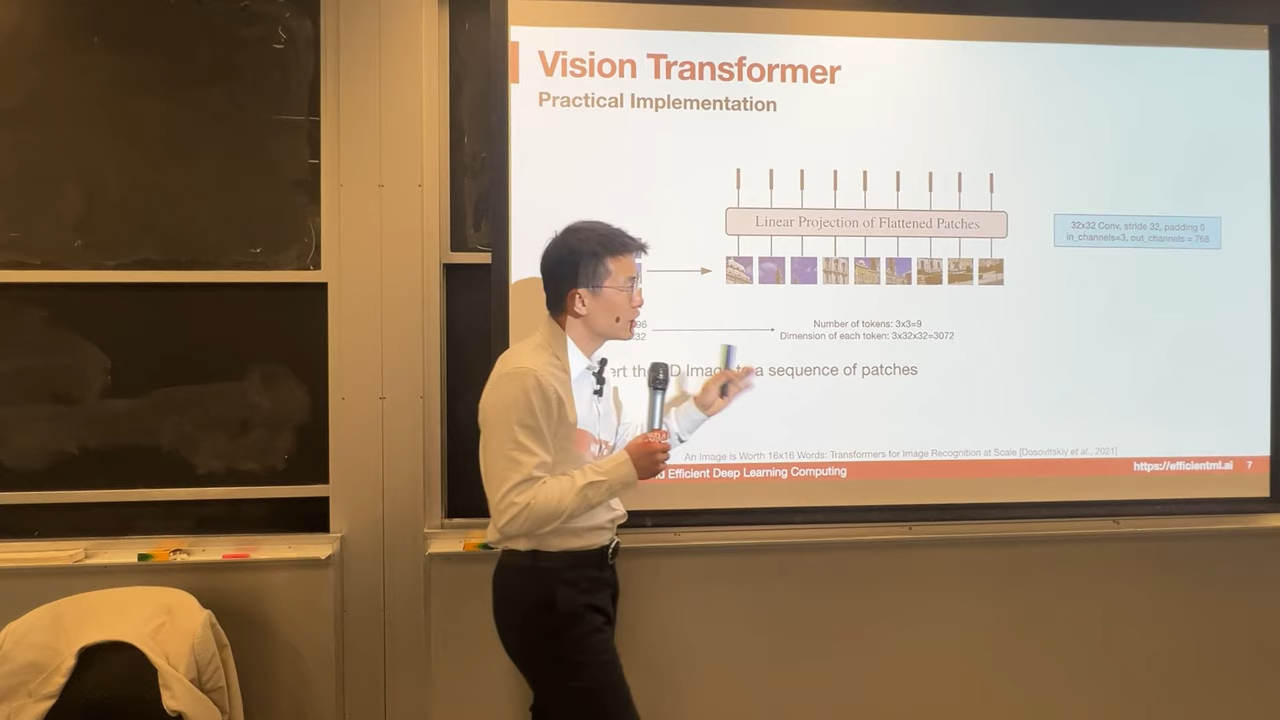 Vision Transformer
Practical Implementation
Linear Projection of Flattened Patches
32x32 Conv, stride 32, padding 0
in_channels=3, out_channels = 768
96
32
Number of tokens: 3x3=9
Dimension of each token: 3x32x32=3072
a sequence of patches
An Image is Worth 16x16 Words: Transformers for Image Recognition at Scale [Dosovitskiy et al., 2021]
Efficient Deep Learning Computing
https://efficientml.ai 7